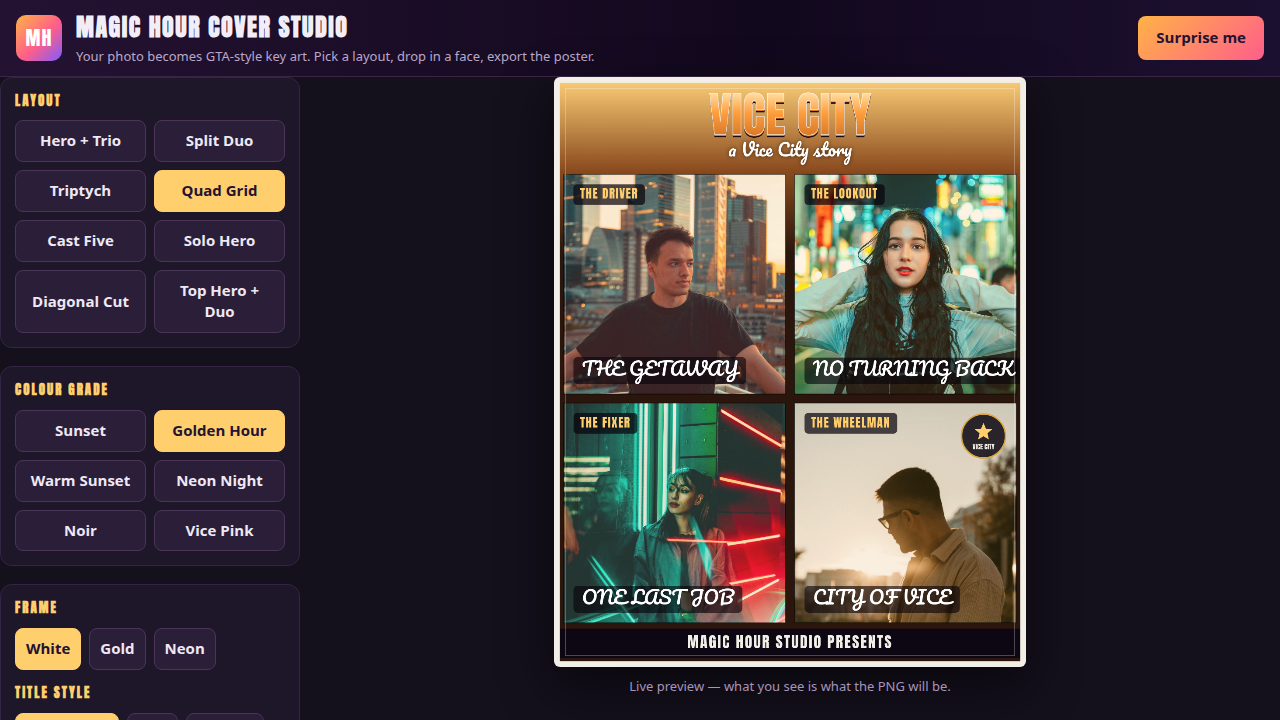 MH
MAGIC HOUR COVER STUDIO
Your photo becomes GTA-style key art. Pick a layout, drop in a face, export the poster.
Surprise me
LAYOUT
Hero + Trio
Split Duo
Triptych
Quad Grid
Cast Five
Solo Hero
Diagonal Cut
Top Hero +
Duo
COLOUR GRADE
Sunset
Golden Hour
Warm Sunset
Neon Night
Noir
Vice Pink
FRAME
White
Gold
Neon
TITLE STYLE
VICE CITY
a Vice City story
THE DRIVER
THE GETAWAY
THE LOOKOUT
NO TURNING BACK
THE FIXER
ONE LAST JOB
THE WHEELMAN
VICE CITY
CITY OF VICE
MAGIC HOUR STUDIO PRESENTS
Live preview — what you see is what the PNG will be.